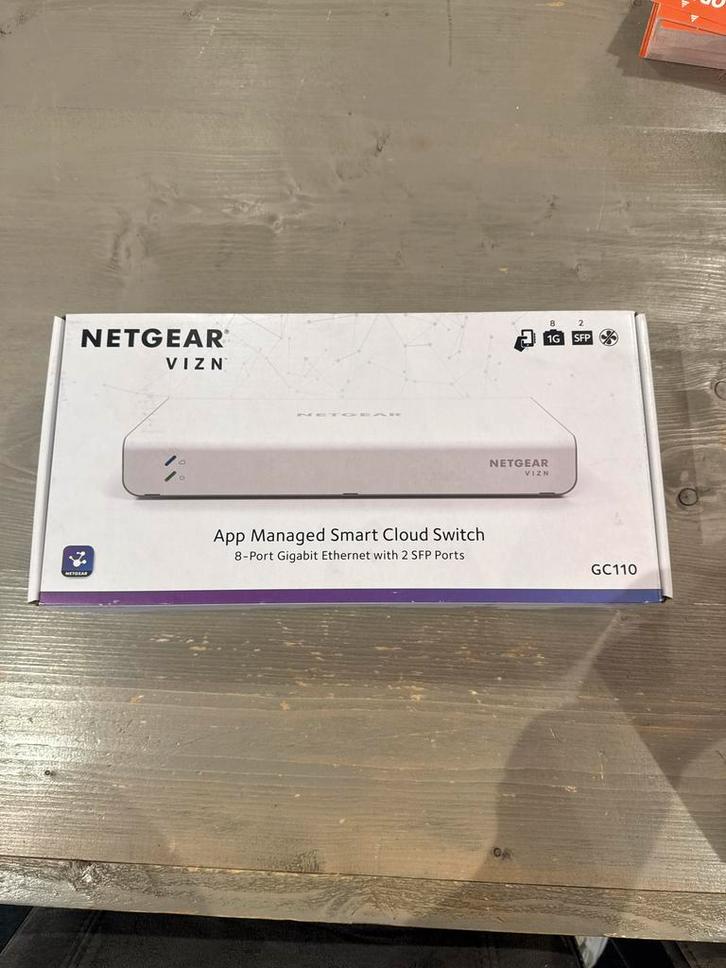 NETGEAR®
VIZN™
8
2
1G
SFP
NETGEAR
NETGEAR
VIZN
App Managed Smart Cloud Switch
8-Port Gigabit Ethernet with 2 SFP Ports
NETGEAR
GC110